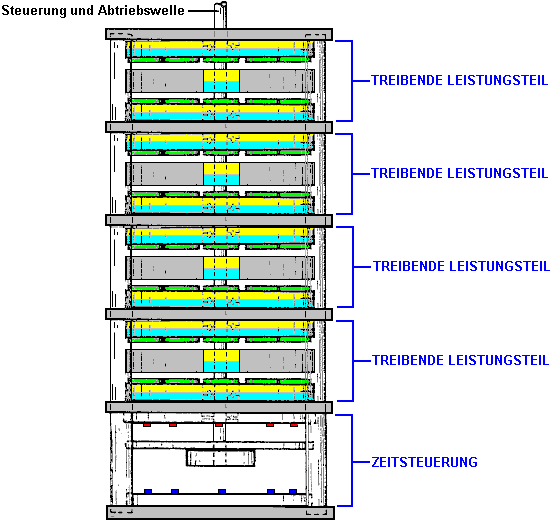 Steuerung und Abtriebswelle
TREIBENDE LEISTUNGSTEIL
TREIBENDE LEISTUNGSTEIL
TREIBENDE LEISTUNGSTEIL
TREIBENDE LEISTUNGSTEIL
ZEITSTEUERUNG